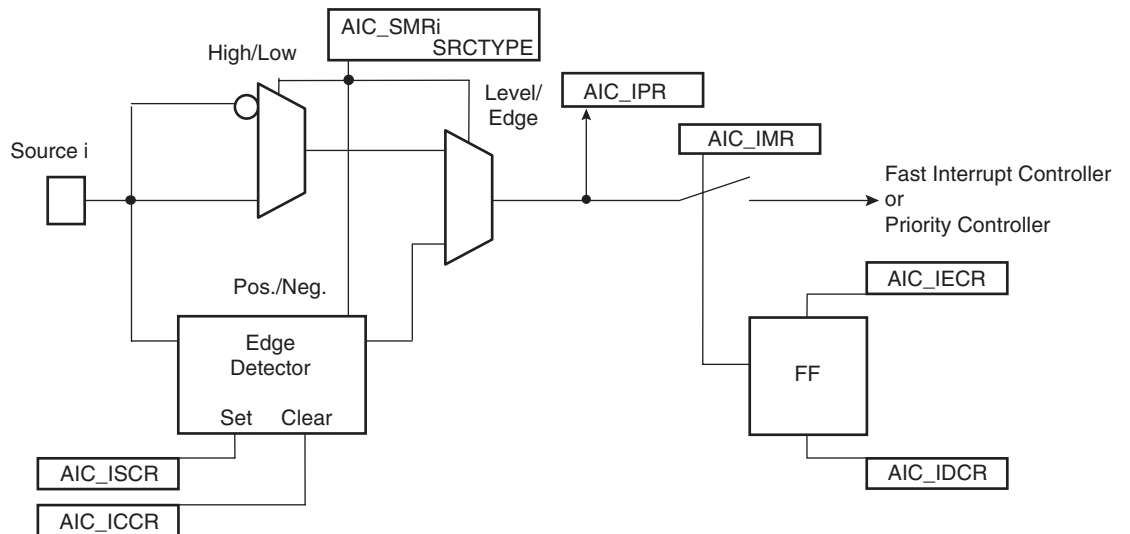 AIC_SMRi
SRCTYPE
High/Low
Level/
Edge
AIC_IPR
AIC_IMR
Source i
Fast Interrupt Controller
or
Priority Controller
AIC_IECR
Pos./Neg.
Edge
Detector
FF
Set Clear
AIC_ISCR
AIC_IDCR
AIC_ICCR